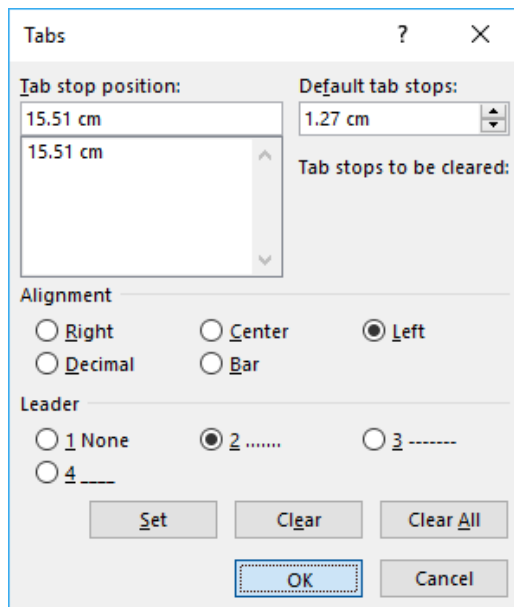 Tabs ?
Tab stop position:
15.51 cm
15.51 cm
Default tab stops:
1.27 cm
Tab stops to be cleared:
Alignment
Right Center Left
Decimal Bar
Leader
1 None 2 ....... 3 -------
4 ____
Set Clear Clear All
OK Cancel